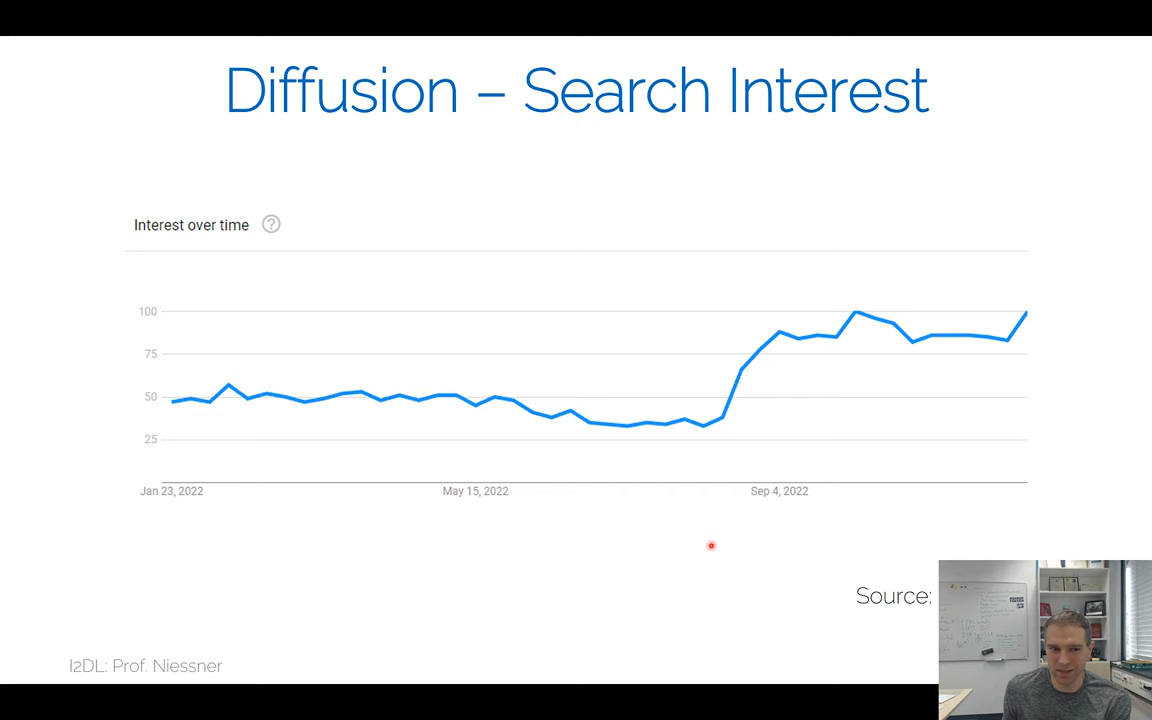 Diffusion – Search Interest
Interest over time ?
100
75
50
25
Jan 23, 2022 May 15, 2022 Sep 4, 2022
Source:
I2DL: Prof. Niessner